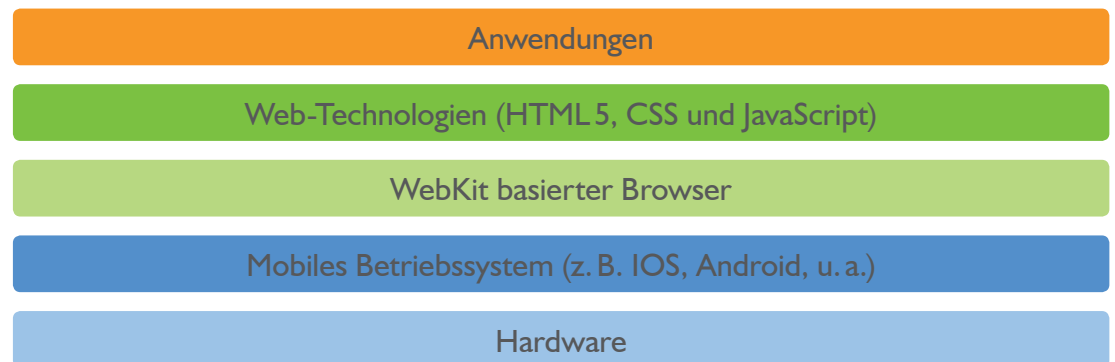 Anwendungen
Web-Technologien (HTML 5, CSS und JavaScript)
WebKit basierter Browser
Mobiles Betriebssystem (z. B. IOS, Android, u. a.)
Hardware